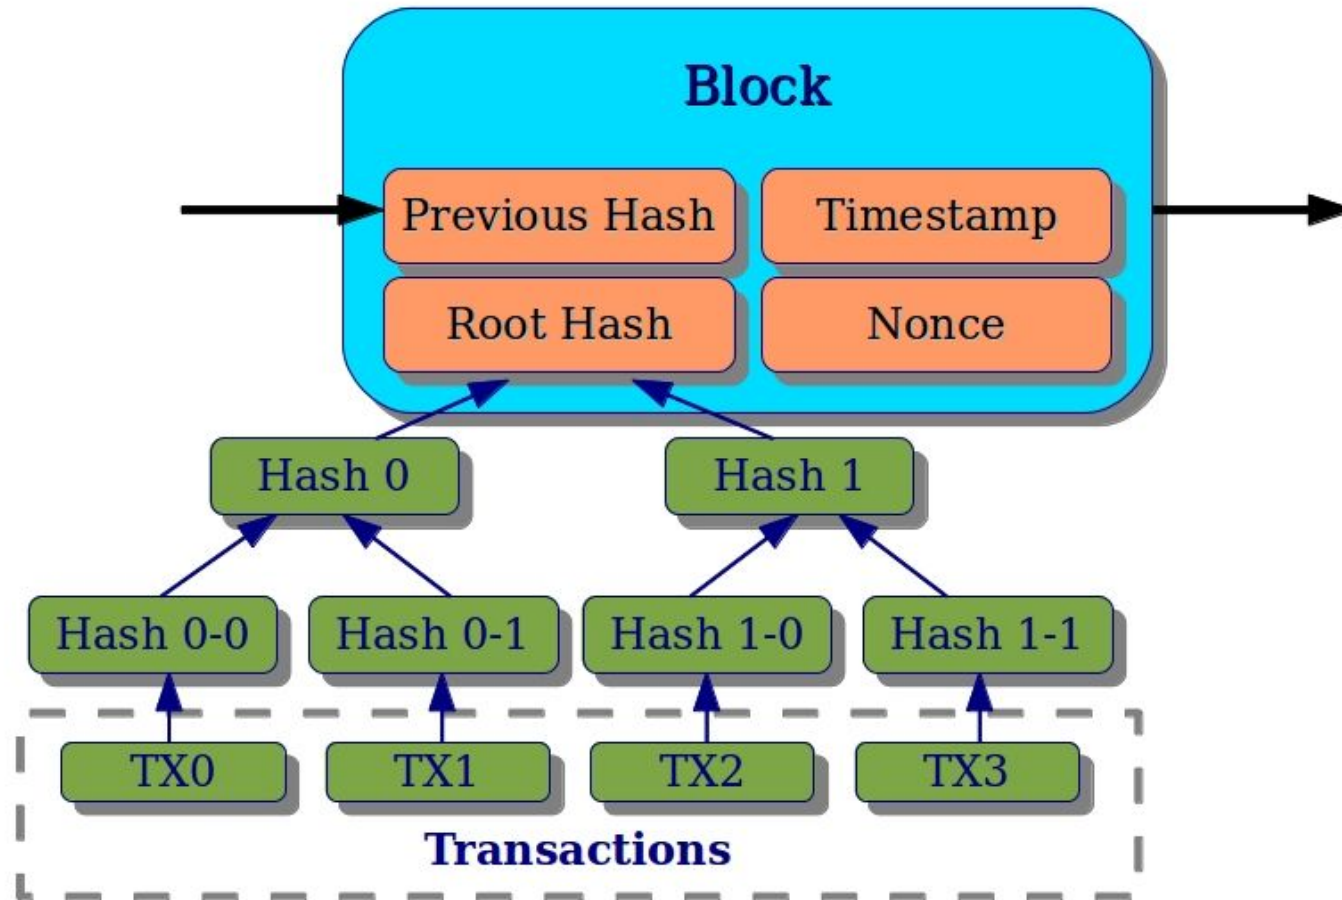 Block
Previous Hash
Timestamp
Root Hash
Nonce
Hash 0
Hash 1
Hash 0-0
Hash 0-1
Hash 1-0
Hash 1-1
TX0
TX1
TX2
TX3
Transactions